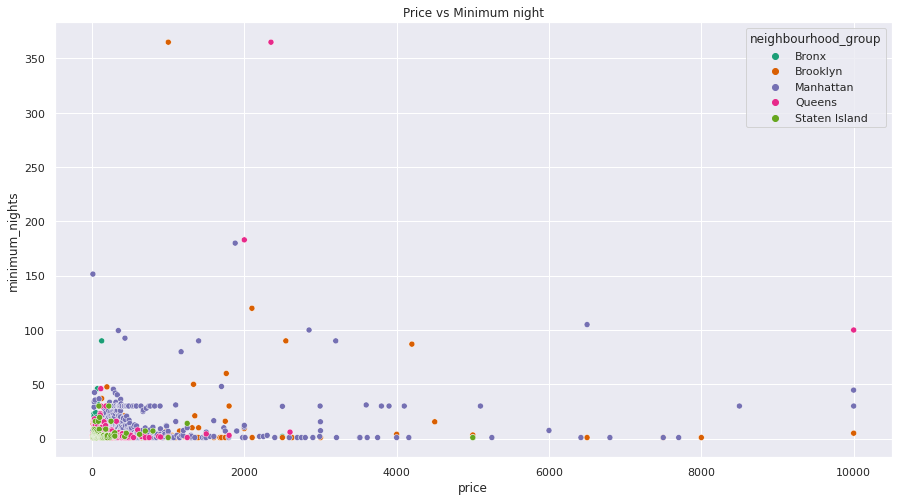 Price vs Minimum night
neighbourhood_group
Bronx
Brooklyn
Manhattan
Queens
Staten Island
minimum_nights
350
300
250
200
150
100
50
0
0 2000 4000 6000 8000 10000
price